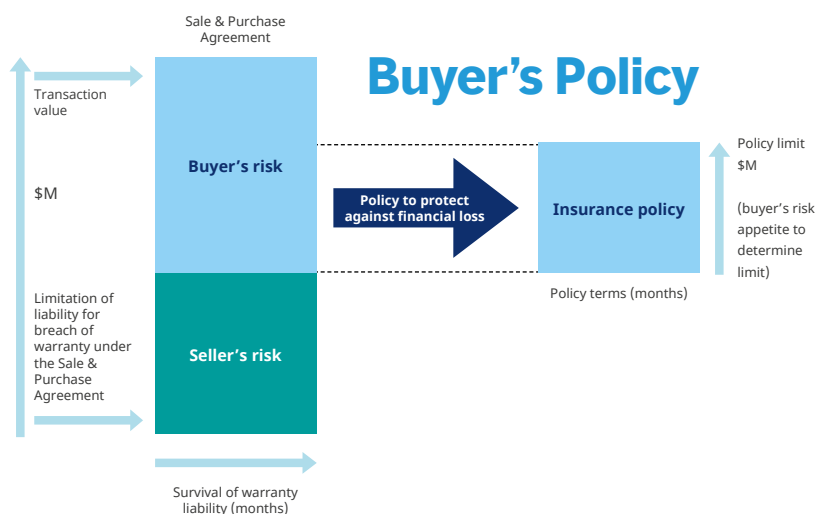 Sale & Purchase
Agreement
Buyer's Policy
Transaction
value
$M
Buyer's risk
Policy to protect
against financial loss
Insurance policy
Policy limit
$M
(buyer's risk
appetite to
determine
limit)
Policy terms (months)
Limitation of
liability for
breach of
warranty under
the Sale &
Purchase
Agreement
Seller's risk
Survival of warranty
liability (months)